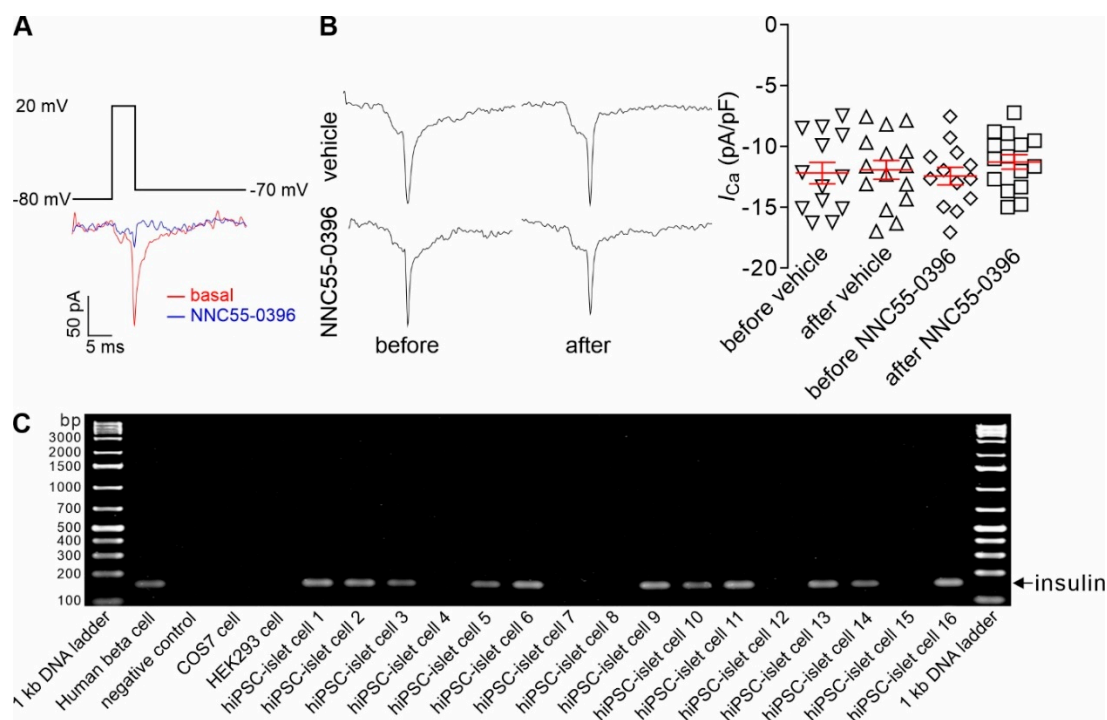 A
20 mV
-80 mV
-70 mV
basal
NNC55-0396
50 pA
5 ms
B
vehicle
NNC55-0396
before
after
I_Ca (pA/pF)
0
-5
-10
-15
-20
before vehicle
after vehicle
before NNC55-0396
after NNC55-0396
C
bp
3000
2000
1500
1000
700
500
400
300
200
100
insulin
1 kb DNA ladder
Human beta cell
negative control
COS7 cell
HEK293 cell
hiPSC-islet cell 1
hiPSC-islet cell 2
hiPSC-islet cell 3
hiPSC-islet cell 4
hiPSC-islet cell 5
hiPSC-islet cell 6
hiPSC-islet cell 7
hiPSC-islet cell 8
hiPSC-islet cell 9
hiPSC-islet cell 10
hiPSC-islet cell 11
hiPSC-islet cell 12
hiPSC-islet cell 13
hiPSC-islet cell 14
hiPSC-islet cell 15
hiPSC-islet cell 16
1 kb DNA ladder